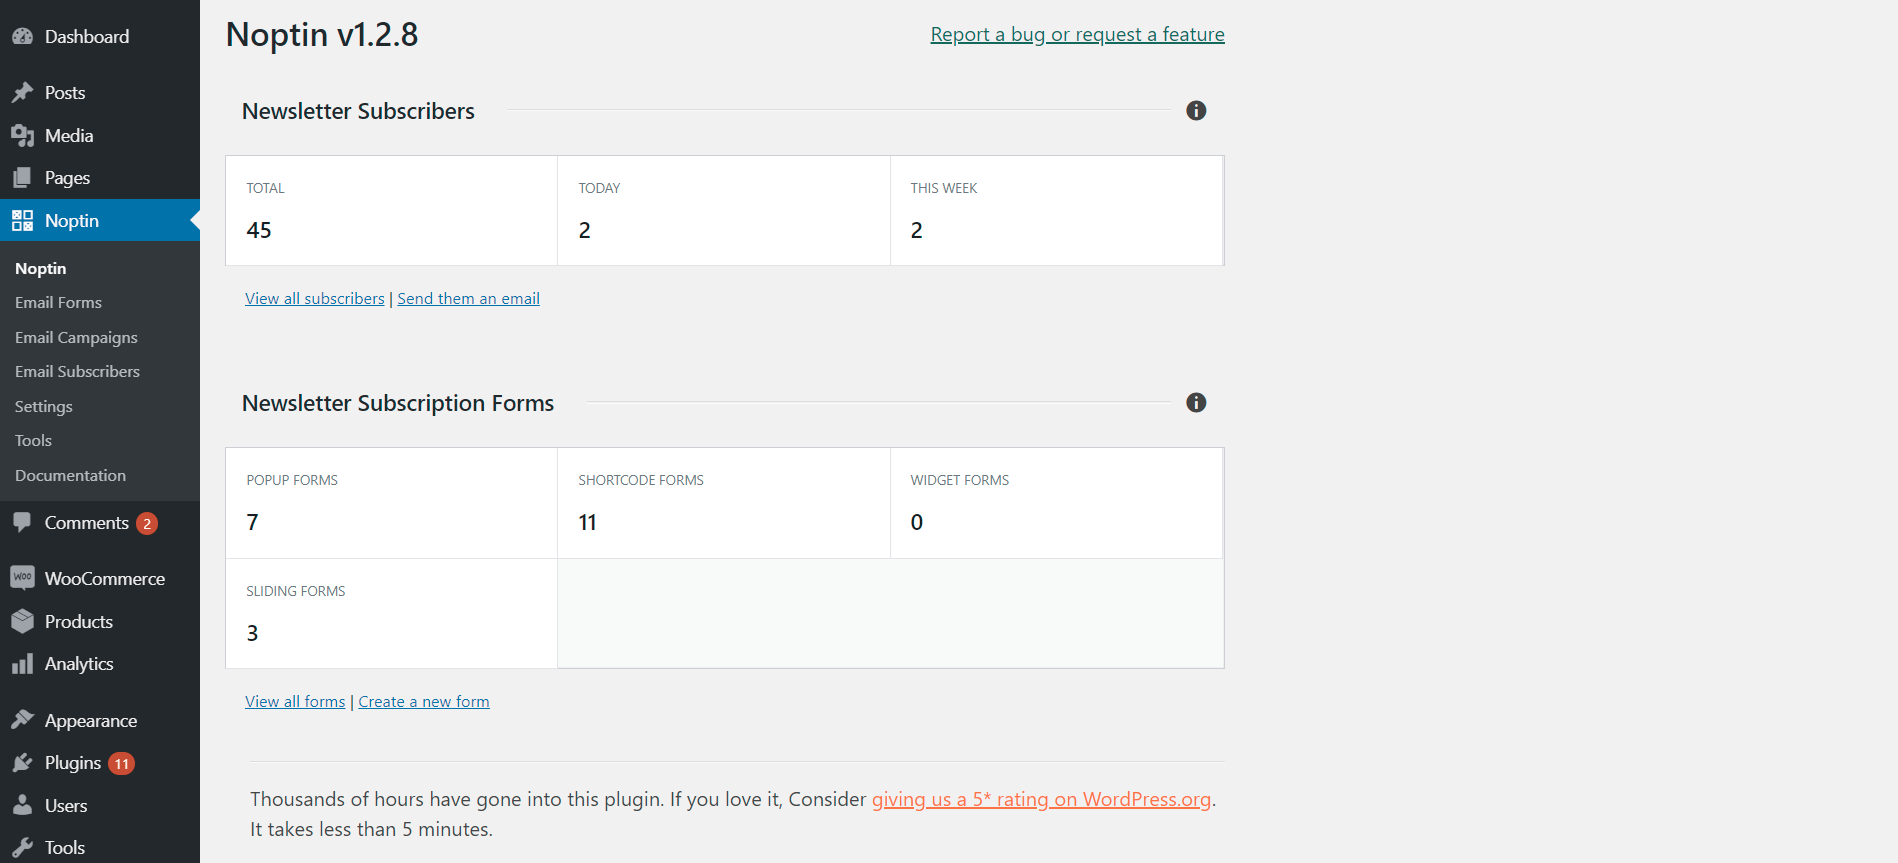 Dashboard
Posts
Media
Pages
Noptin
Noptin
Email Forms
Email Campaigns
Email Subscribers
Settings
Tools
Documentation
Comments 2
WooCommerce
Products
Analytics
Appearance
Plugins 11
Users
Tools
Noptin v1.2.8
Report a bug or request a feature
Newsletter Subscribers
TOTAL
45
TODAY
2
THIS WEEK
2
View all subscribers | Send them an email
Newsletter Subscription Forms
POPUP FORMS
7
SHORTCODE FORMS
11
WIDGET FORMS
0
SLIDING FORMS
3
View all forms | Create a new form
Thousands of hours have gone into this plugin. If you love it, Consider giving us a 5* rating on WordPress.org.
It takes less than 5 minutes.